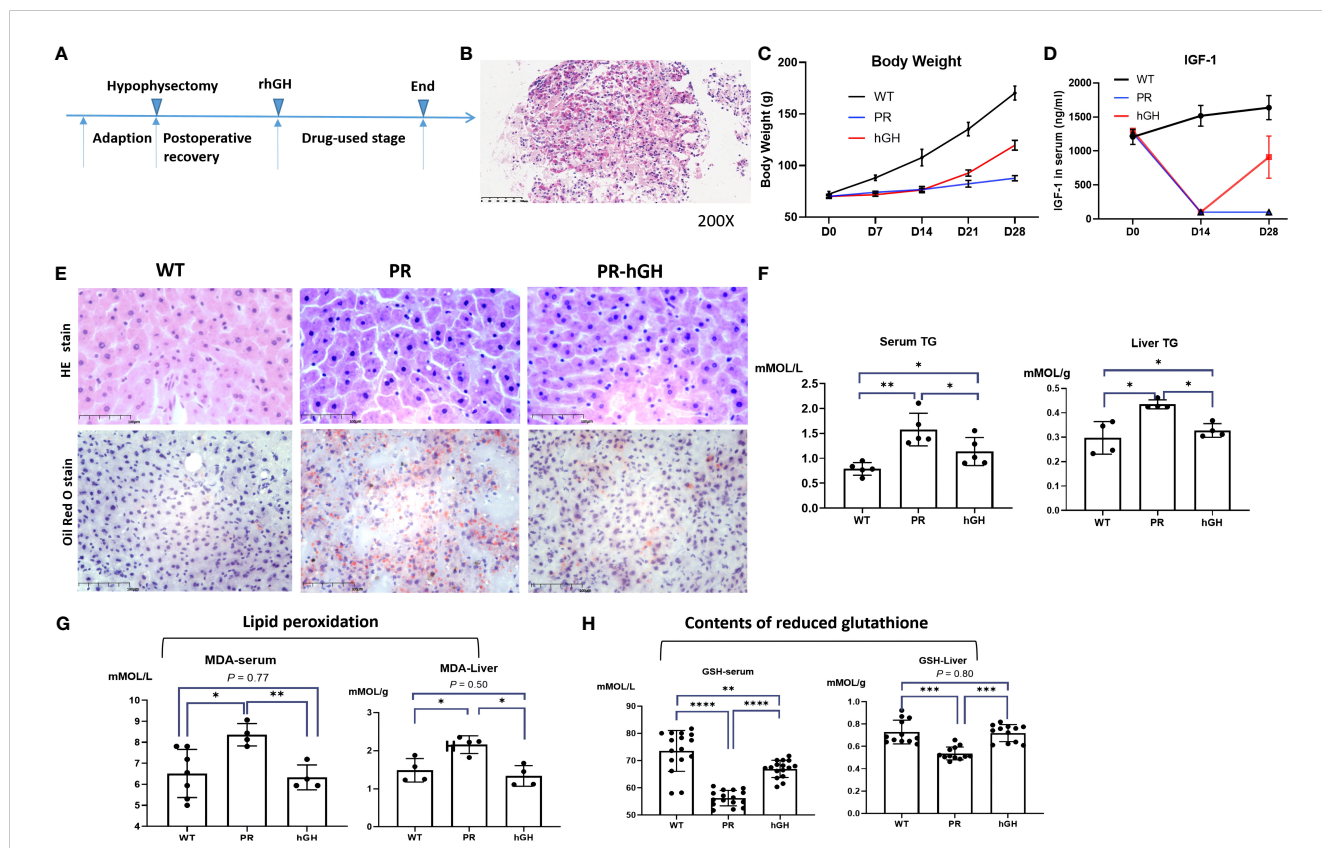 A
Hypophysectomy
rhGH
End
Adaption
Postoperative
recovery
Drug-used stage
B
200X
C
Body Weight
Body Weight (g)
200
150
100
50
WT
PR
hGH
D0
D7
D14
D21
D28
D
IGF-1
IGF-1 in serum (ng/ml)
2000
1500
1000
500
0
WT
PR
hGH
D0
D14
D28
E
WT
PR
PR-hGH
HE stain
Oil Red O stain
F
Serum TG
mMOL/L
2.5
2.0
1.5
1.0
0.5
0.0
*
**
*
WT
PR
hGH
Liver TG
mMOL/g
0.5
0.4
0.3
0.2
0.1
0.0
*
*
*
WT
PR
hGH
G
Lipid peroxidation
MDA-serum
mMOL/L
P = 0.77
*
**
10
9
8
7
6
5
4
WT
PR
hGH
MDA-Liver
mMOL/g
P = 0.50
*
*
3
2
1
0
WT
PR
hGH
H
Contents of reduced glutathione
GSH-serum
mMOL/L
**
****
****
80
70
60
50
WT
PR
hGH
GSH-Liver
mMOL/g
P = 0.80
***
***
1.0
0.8
0.6
0.4
0.2
0.0
WT
PR
hGH